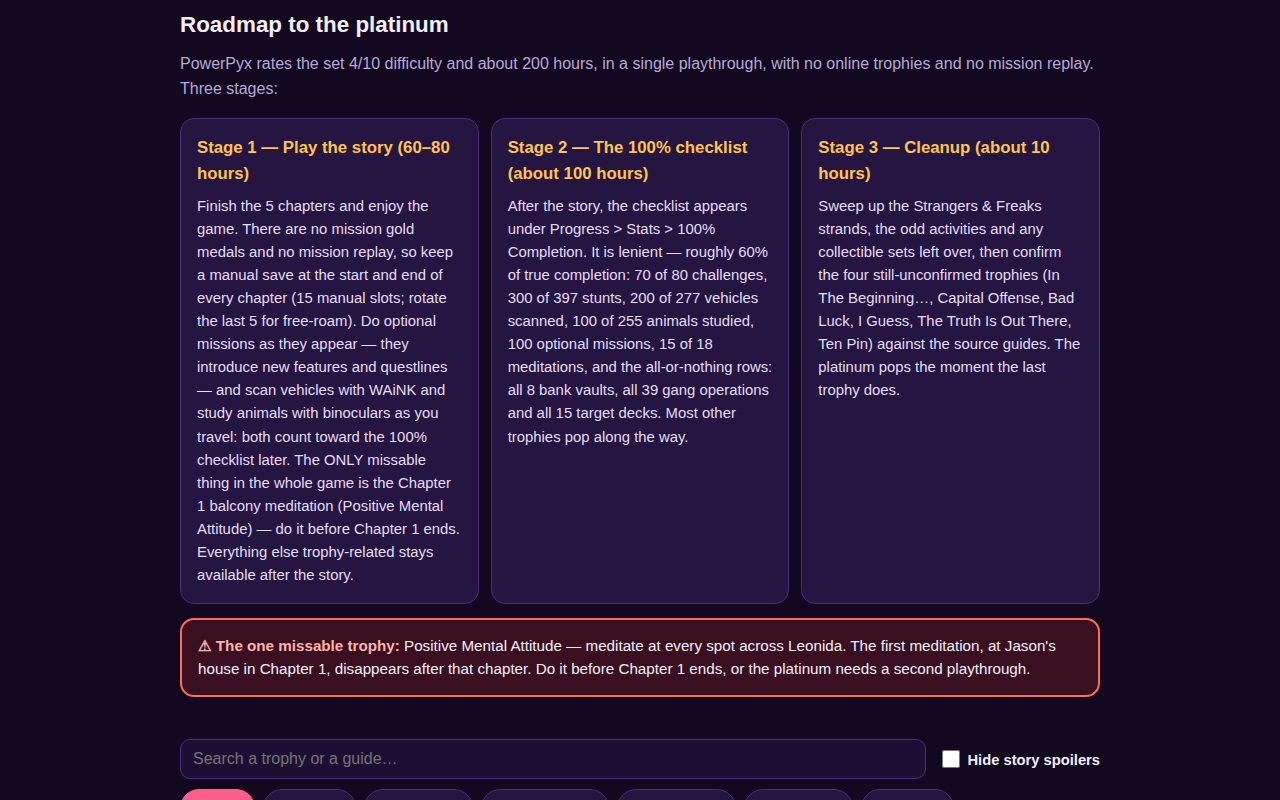 Roadmap to the platinum
PowerPyx rates the set 4/10 difficulty and about 200 hours, in a single playthrough, with no online trophies and no mission replay.
Three stages:
Stage 1 — Play the story (60–80
hours)
Finish the 5 chapters and enjoy the
game. There are no mission gold
medals and no mission replay, so keep
a manual save at the start and end of
every chapter (15 manual slots; rotate
the last 5 for free-roam). Do optional
missions as they appear — they
introduce new features and questlines
— and scan vehicles with WAiNK and
study animals with binoculars as you
travel: both count toward the 100%
checklist later. The ONLY missable
thing in the whole game is the Chapter
1 balcony meditation (Positive Mental
Attitude) — do it before Chapter 1 ends.
Everything else trophy-related stays
available after the story.
Stage 2 — The 100% checklist
(about 100 hours)
After the story, the checklist appears
under Progress > Stats > 100%
Completion. It is lenient — roughly 60%
of true completion: 70 of 80 challenges,
300 of 397 stunts, 200 of 277 vehicles
scanned, 100 of 255 animals studied,
100 optional missions, 15 of 18
meditations, and the all-or-nothing rows:
all 8 bank vaults, all 39 gang operations
and all 15 target decks. Most other
trophies pop along the way.
Stage 3 — Cleanup (about 10
hours)
Sweep up the Strangers & Freaks
strands, the odd activities and any
collectible sets left over, then confirm
the four still-unconfirmed trophies (In
The Beginning…, Capital Offense, Bad
Luck, I Guess, The Truth Is Out There,
Ten Pin) against the source guides. The
platinum pops the moment the last
trophy does.
⚠ The one missable trophy: Positive Mental Attitude — meditate at every spot across Leonida. The first meditation, at Jason's
house in Chapter 1, disappears after that chapter. Do it before Chapter 1 ends, or the platinum needs a second playthrough.
Search a trophy or a guide…
Hide story spoilers